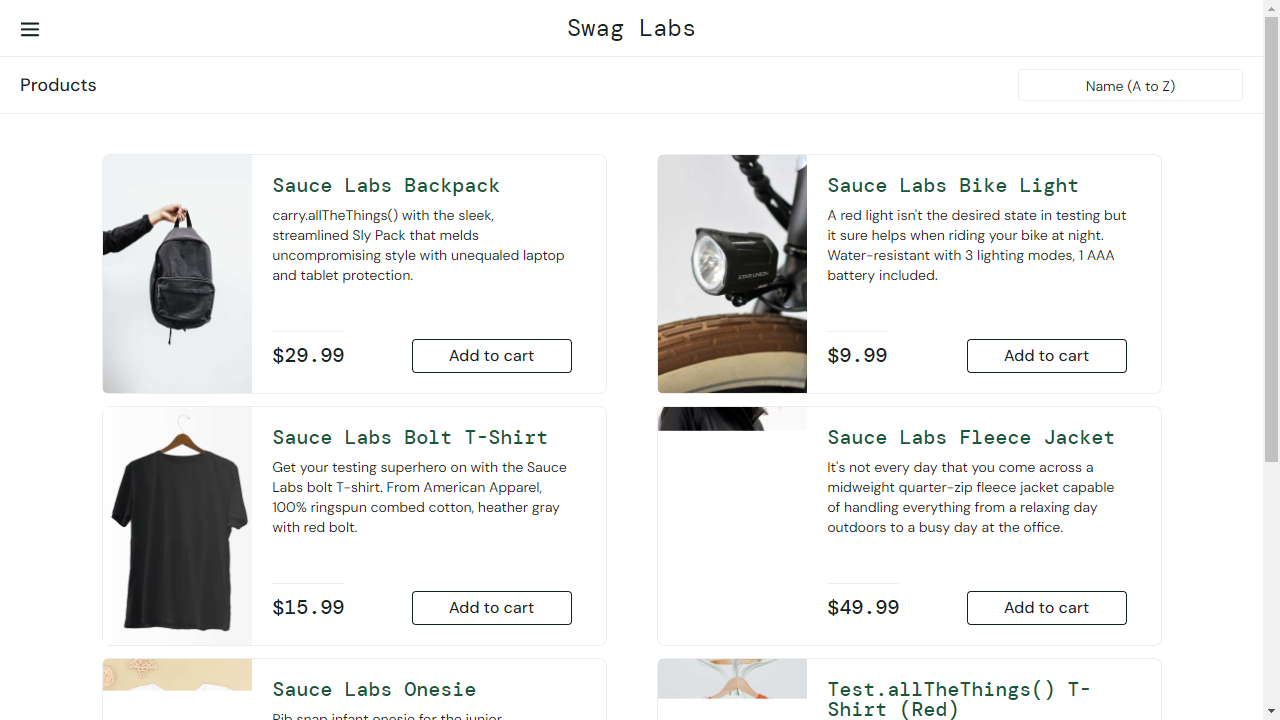 Swag Labs
Products
Name (A to Z)
Sauce Labs Backpack
carry.allTheThings() with the sleek,
streamlined Sly Pack that melds
uncompromising style with unequaled laptop
and tablet protection.
$29.99
Add to cart
Sauce Labs Bike Light
A red light isn't the desired state in testing but
it sure helps when riding your bike at night.
Water-resistant with 3 lighting modes, 1 AAA
battery included.
$9.99
Add to cart
Sauce Labs Bolt T-Shirt
Get your testing superhero on with the Sauce
Labs bolt T-shirt. From American Apparel,
100% ringspun combed cotton, heather gray
with red bolt.
$15.99
Add to cart
Sauce Labs Fleece Jacket
It's not every day that you come across a
midweight quarter-zip fleece jacket capable
of handling everything from a relaxing day
outdoors to a busy day at the office.
$49.99
Add to cart
Sauce Labs Onesie
Rib snap infant onesie for the junior
Test.allTheThings() T-
Shirt (Red)